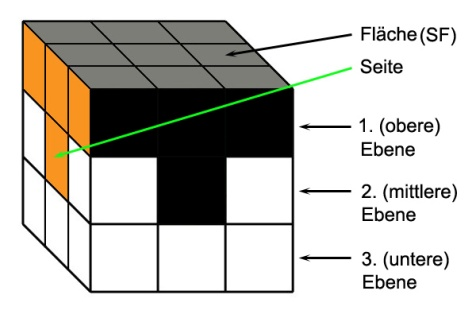 Fläche(SF)
Seite
1. (obere)
Ebene
2. (mittlere)
Ebene
3. (untere)
Ebene